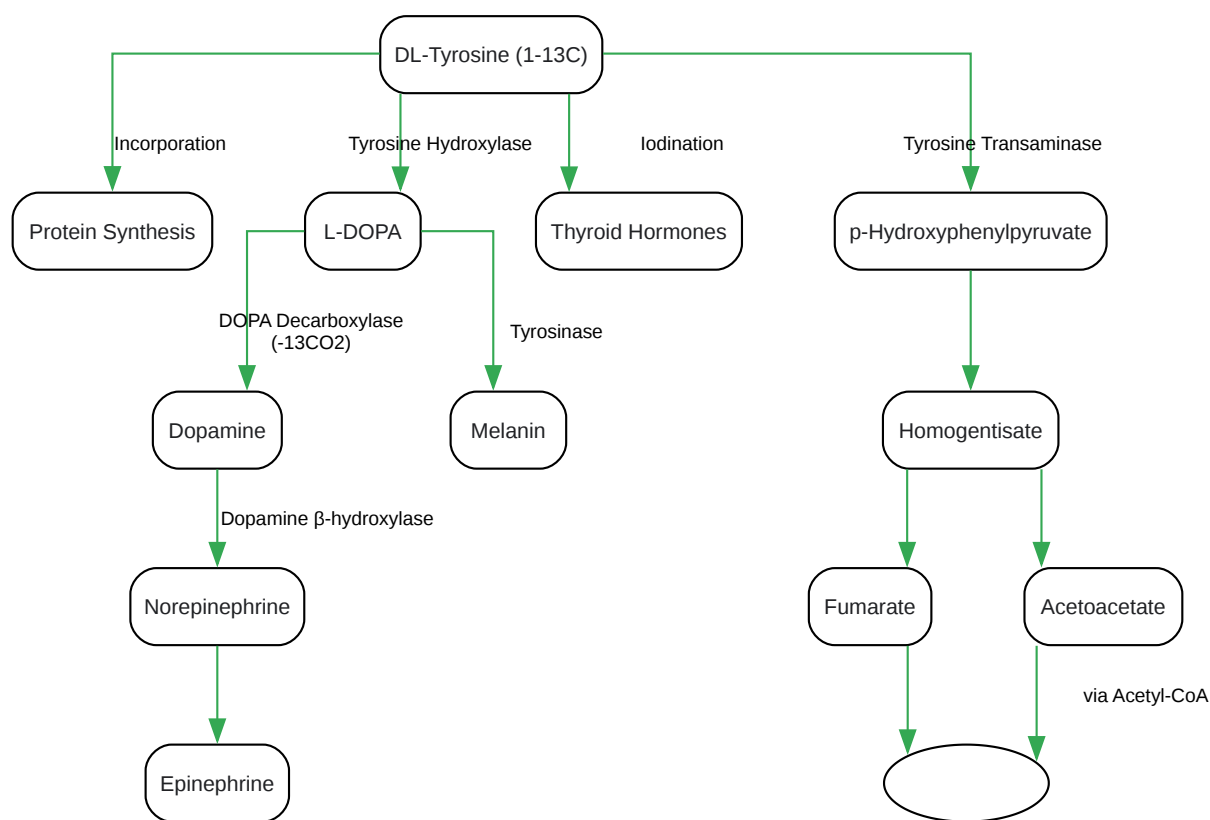 DL-Tyrosine (1-13C)
Incorporation
Tyrosine Hydroxylase
Iodination
Tyrosine Transaminase
Protein Synthesis
L-DOPA
Thyroid Hormones
p-Hydroxyphenylpyruvate
DOPA Decarboxylase
(-13CO2)
Tyrosinase
Dopamine
Melanin
Homogentisate
Dopamine β-hydroxylase
Norepinephrine
Fumarate
Acetoacetate
via Acetyl-CoA
Epinephrine